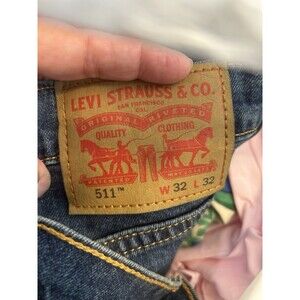 LEVI STRAUSS & CO.
SAN FRANCISCO
CAL.
ORIGINAL RIVETED
QUALITY CLOTHING
511™ W 32 L 32